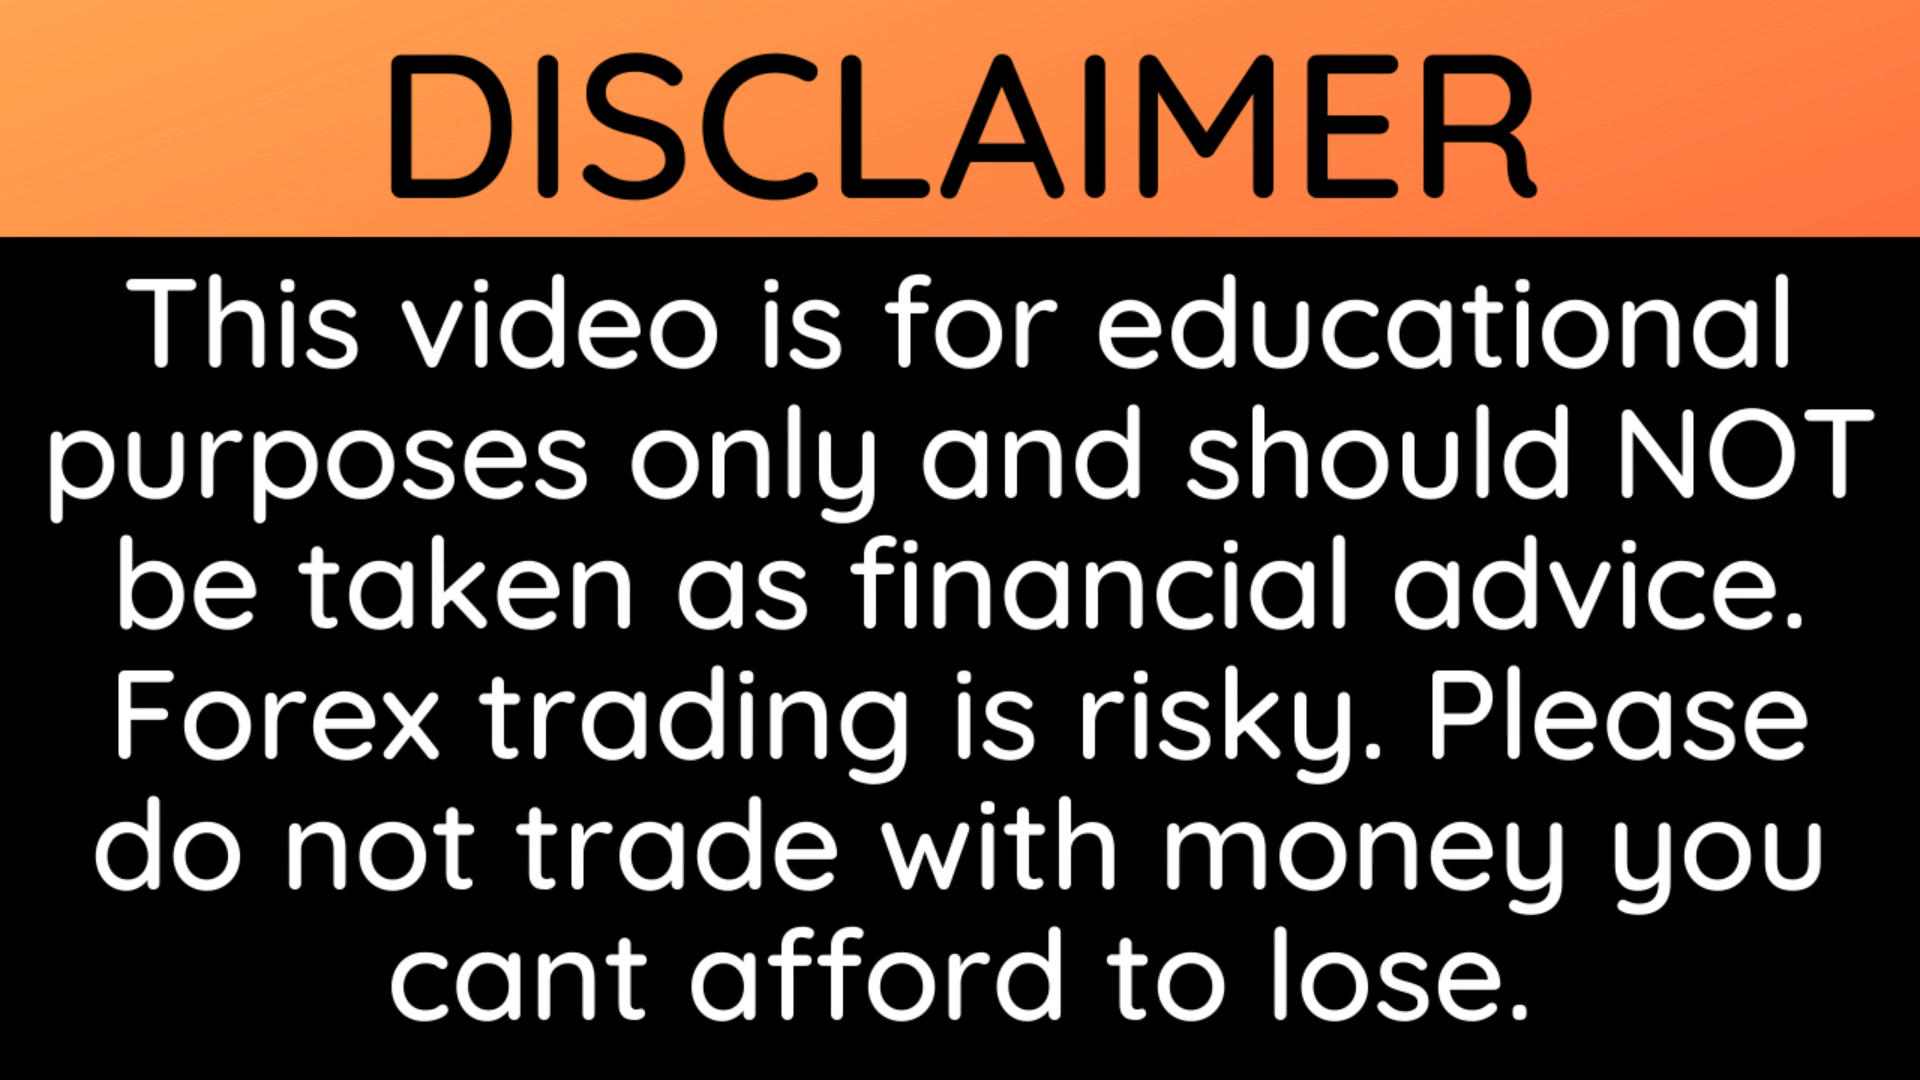 DISCLAIMER
This video is for educational
purposes only and should NOT
be taken as financial advice.
Forex trading is risky. Please
do not trade with money you
cant afford to lose.